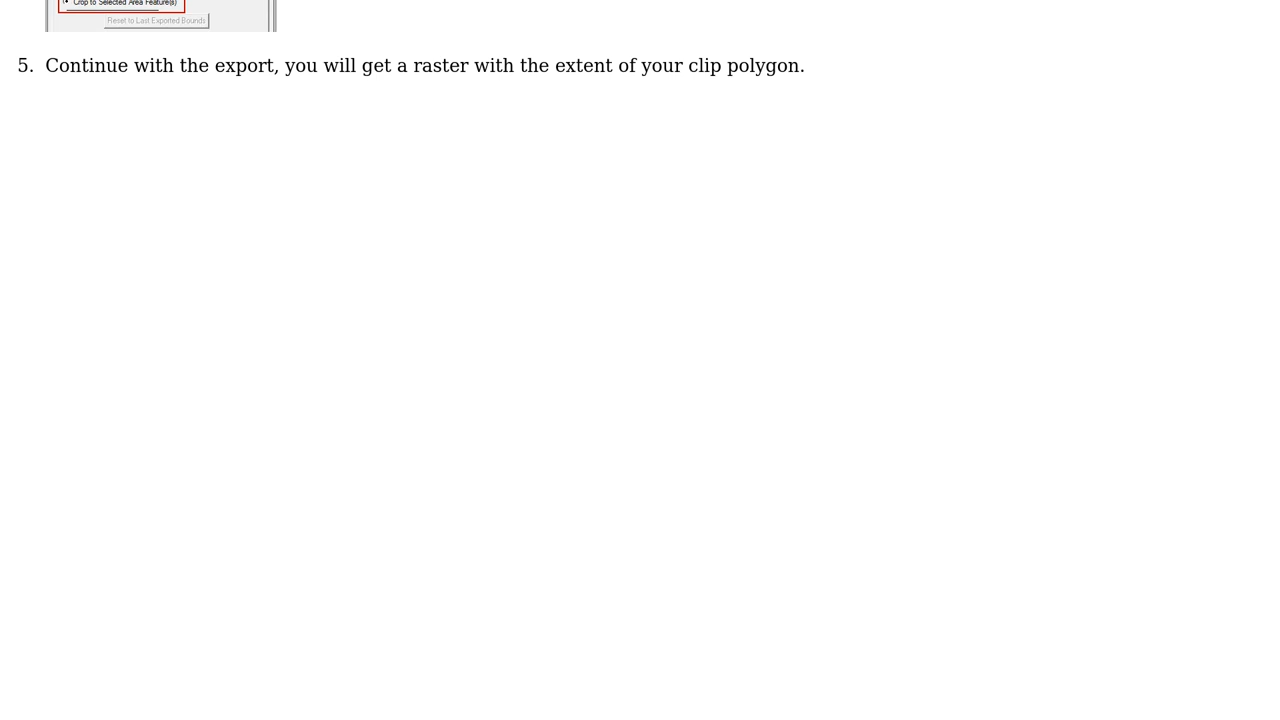 Crop to Selected Area Feature(s)
Reset to Last Exported Bounds
5. Continue with the export, you will get a raster with the extent of your clip polygon.